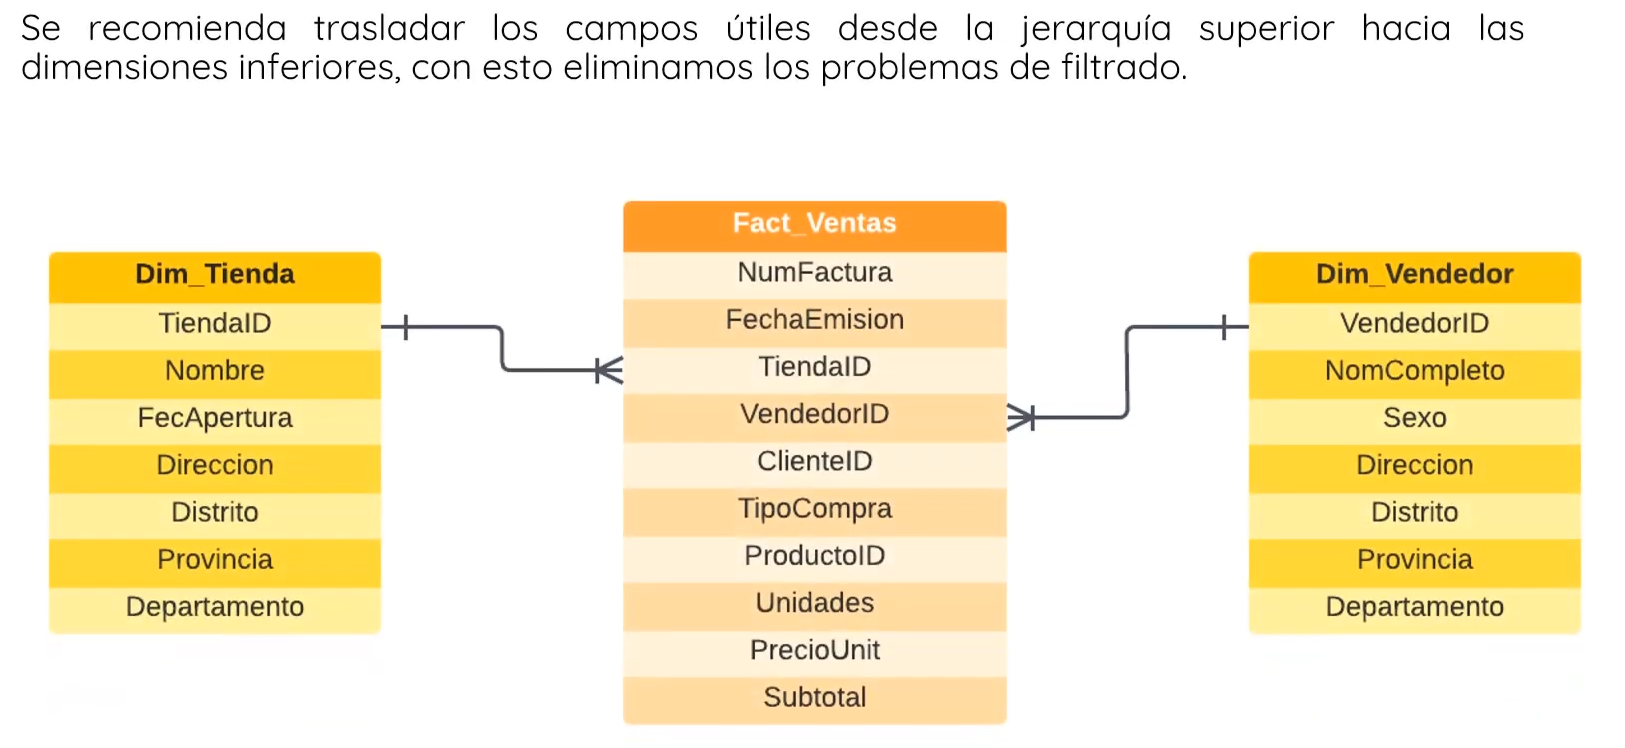 Se recomienda trasladar los campos útiles desde la jerarquía superior hacia las
dimensiones inferiores, con esto eliminamos los problemas de filtrado.
Dim_Tienda
TiendaID
Nombre
FecApertura
Direccion
Distrito
Provincia
Departamento
Fact_Ventas
NumFactura
FechaEmision
TiendaID
VendedorID
ClienteID
TipoCompra
ProductoID
Unidades
PrecioUnit
Subtotal
Dim_Vendedor
VendedorID
NomCompleto
Sexo
Direccion
Distrito
Provincia
Departamento